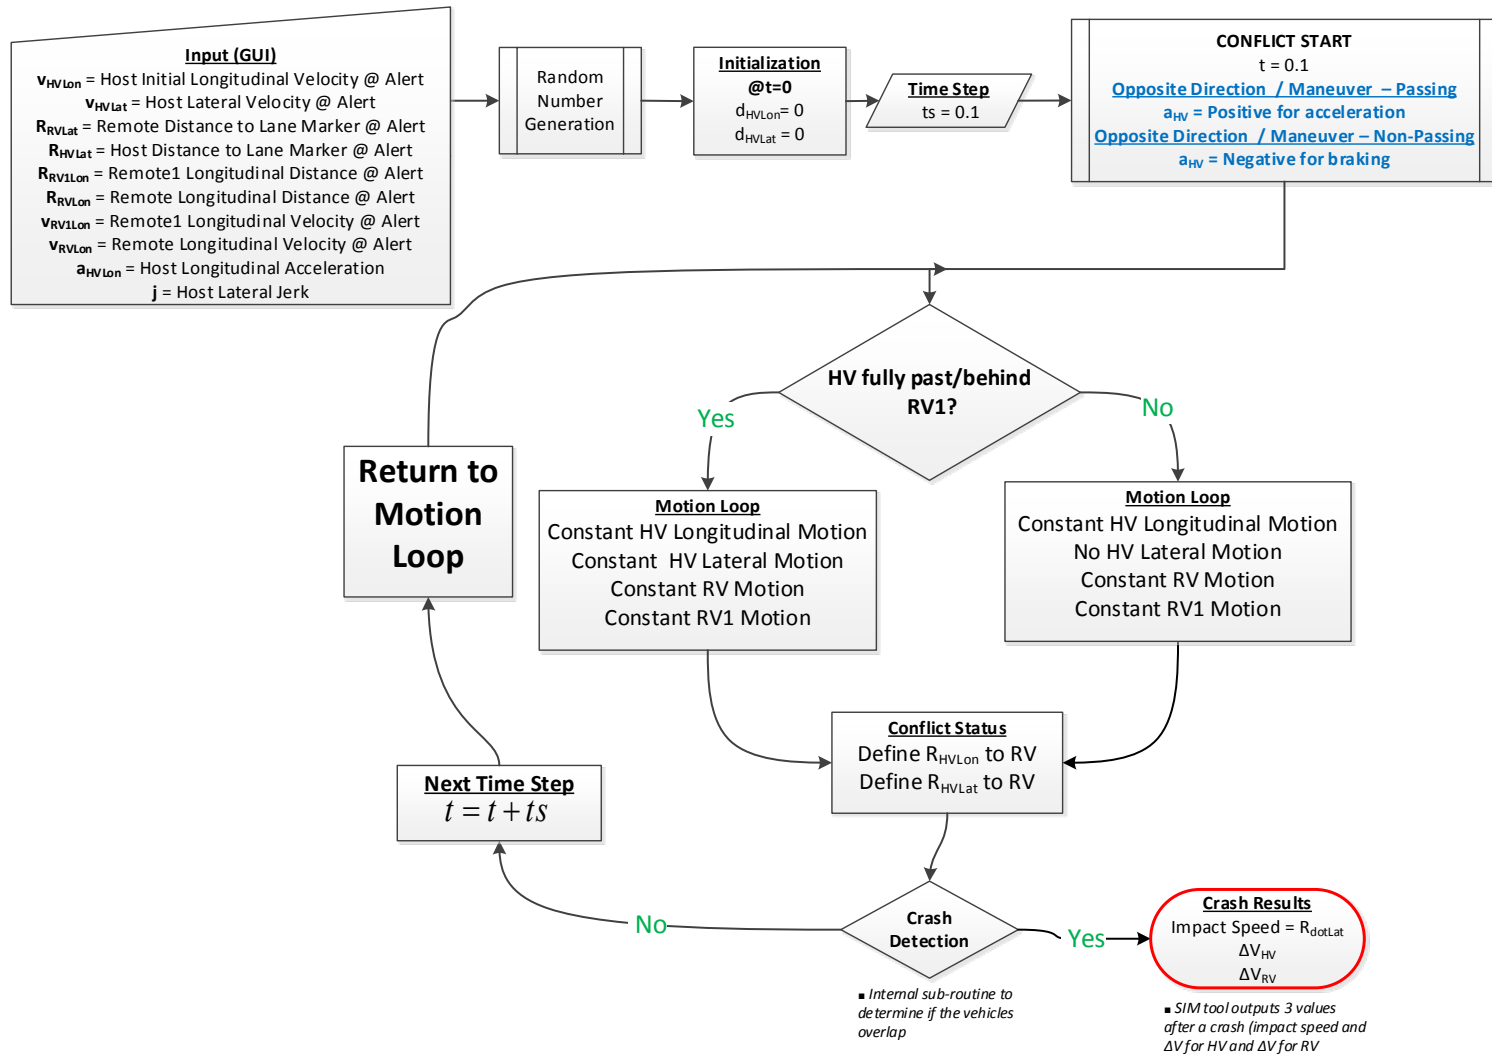 Input (GUI)
vHVLon = Host Initial Longitudinal Velocity @ Alert
vHVLat = Host Lateral Velocity @ Alert
RRVLat = Remote Distance to Lane Marker @ Alert
RHVLat = Host Distance to Lane Marker @ Alert
RRV1Lon = Remote1 Longitudinal Distance @ Alert
RRVLon = Remote Longitudinal Distance @ Alert
vRV1Lon = Remote1 Longitudinal Velocity @ Alert
vRVLon = Remote Longitudinal Velocity @ Alert
aHVLon = Host Longitudinal Acceleration
j = Host Lateral Jerk
Random
Number
Generation
Initialization
@t=0
dHVLon= 0
dHVLat = 0
Time Step
ts = 0.1
CONFLICT START
t = 0.1
Opposite Direction / Maneuver – Passing
aHV = Positive for acceleration
Opposite Direction / Maneuver – Non-Passing
aHV = Negative for braking
HV fully past/behind
RV1?
Yes
No
Return to
Motion
Loop
Motion Loop
Constant HV Longitudinal Motion
Constant HV Lateral Motion
Constant RV Motion
Constant RV1 Motion
Motion Loop
Constant HV Longitudinal Motion
No HV Lateral Motion
Constant RV Motion
Constant RV1 Motion
Conflict Status
Define RHVLon to RV
Define RHVLat to RV
Next Time Step
t = t + ts
Crash
Detection
No
Yes
Crash Results
Impact Speed = RdotLat
ΔVHV
ΔVRV
▪ Internal sub-routine to
determine if the vehicles
overlap
▪ SIM tool outputs 3 values
after a crash (impact speed and
ΔV for HV and ΔV for RV